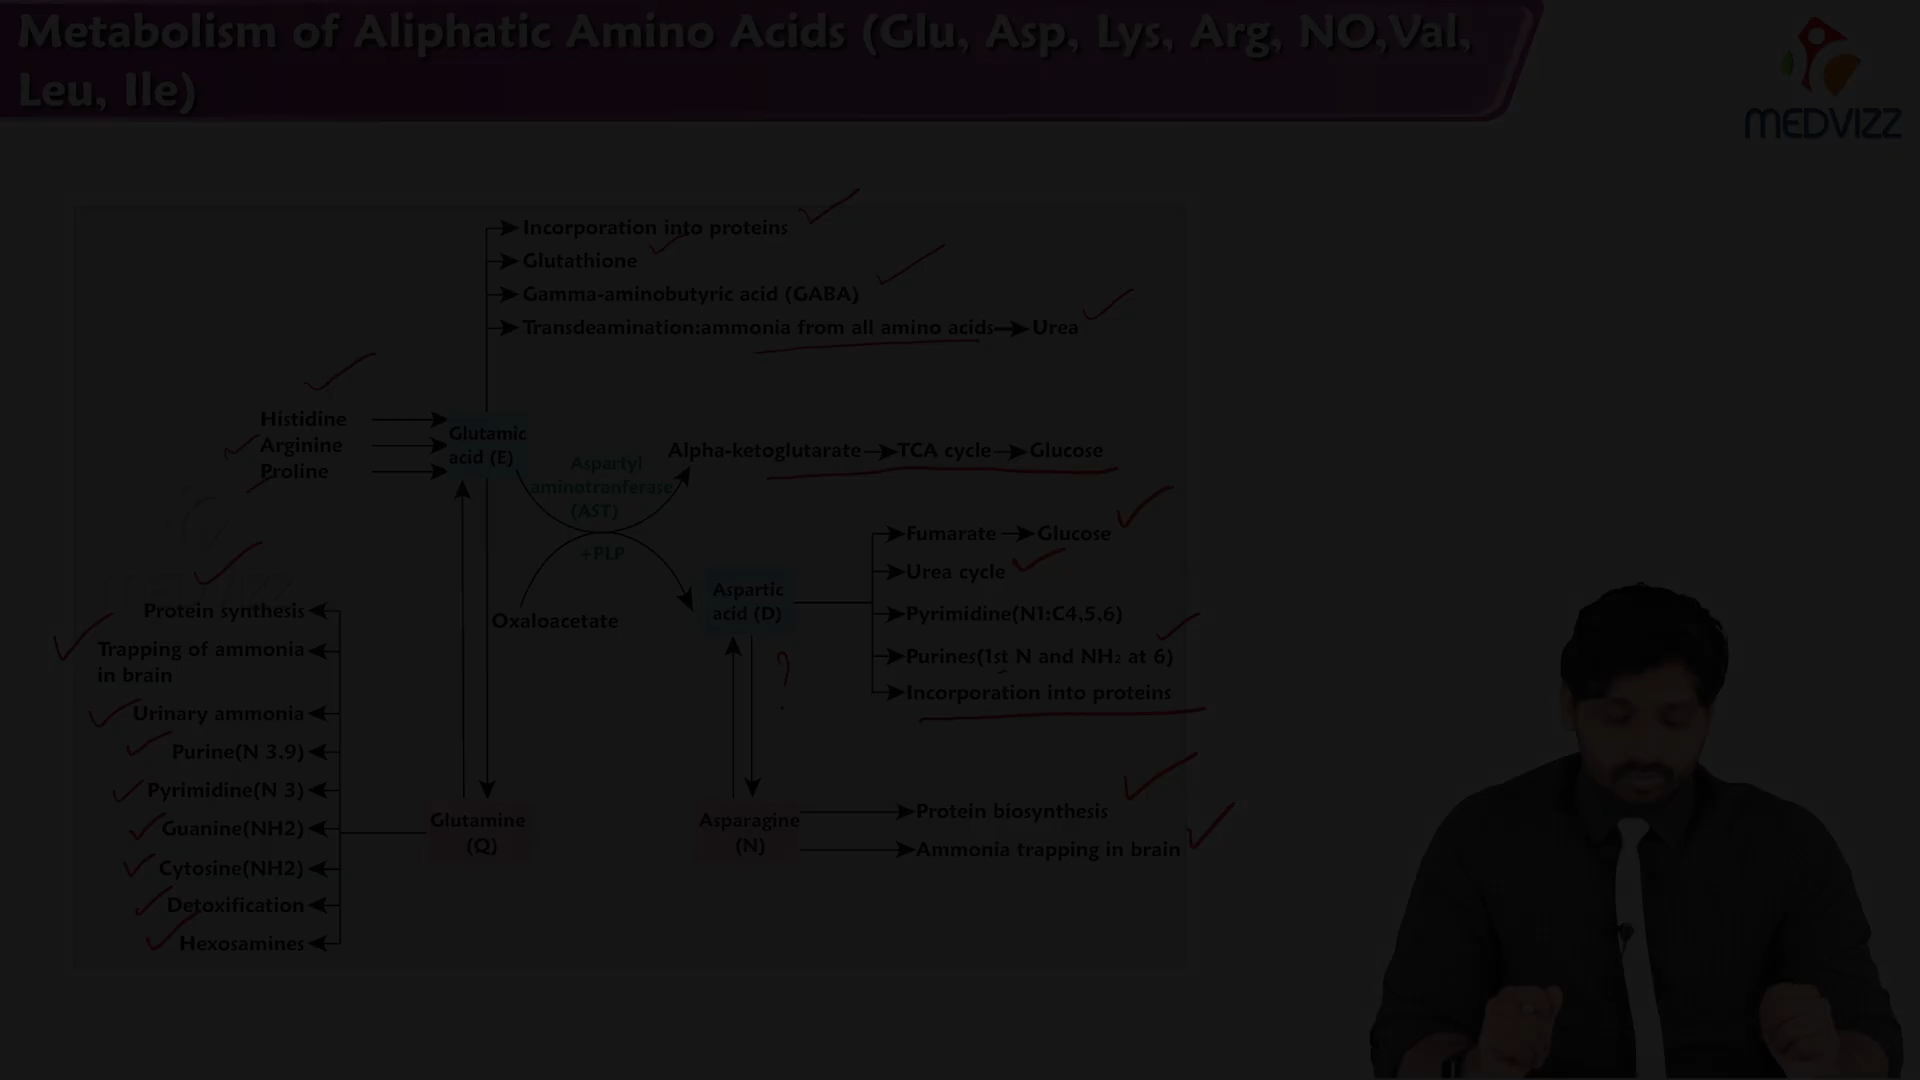 Metabolism of Aliphatic Amino Acids (Glu, Asp, Lys, Arg, NO,Val,
Leu, Ile)
MEDVIZZ
Incorporation into proteins
Glutathione
Gamma-aminobutyric acid (GABA)
Transdeamination:ammonia from all amino acids
Urea
Histidine
Arginine
Proline
Glutamic
acid (E)
Aspartyl
aminotranferase
(AST)
+PLP
Alpha-ketoglutarate
TCA cycle
Glucose
Oxaloacetate
Aspartic
acid (D)
Fumarate
Glucose
Urea cycle
Pyrimidine(N1:C4,5,6)
Purines(1st N and NH₂ at 6)
Incorporation into proteins
?
Protein synthesis
Trapping of ammonia
in brain
Urinary ammonia
Purine(N 3,9)
Pyrimidine(N 3)
Guanine(NH2)
Cytosine(NH2)
Detoxification
Hexosamines
Glutamine
(Q)
Asparagine
(N)
Protein biosynthesis
Ammonia trapping in brain
MEDVIZZ